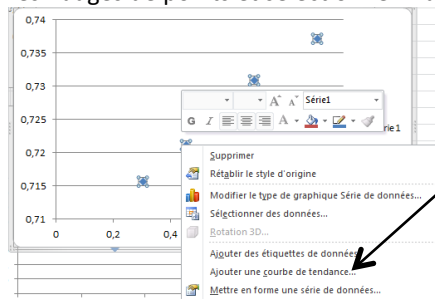 0,74
0,735
0,73
0,725
0,72
0,715
0,71
0
0,2
0,4
Série1
G I A
rie1
Supprimer
Rétablir le style d'origine
Modifier le type de graphique Série de données...
Sélectionner des données...
Rotation 3D...
Ajouter des étiquettes de données
Ajouter une courbe de tendance...
Mettre en forme une série de données...